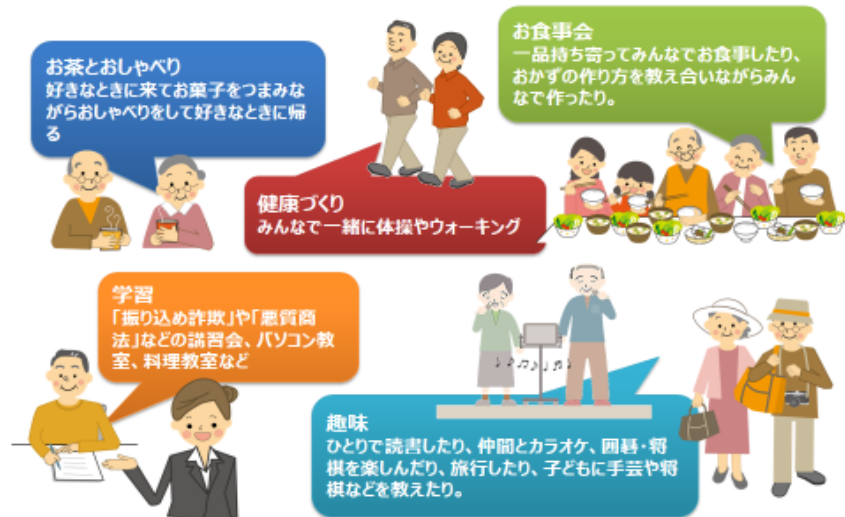 お茶とおしゃべり
好きなときに来てお菓子をつまみな
がらおしゃべりをして好きなときに帰
る
お食事会
一品持ち寄ってみんなでお食事したり、
おかずの作り方を教え合いながらみん
なで作ったり。
健康づくり
みんなで一緒に体操やウォーキング
学習
「振り込め詐欺」や「悪質商
法」などの講習会、パソコン教
室、料理教室など
趣味
ひとりで読書したり、仲間とカラオケ、囲碁・将
棋を楽しんだり、旅行したり、子どもに手芸や将
棋などを教えたり。